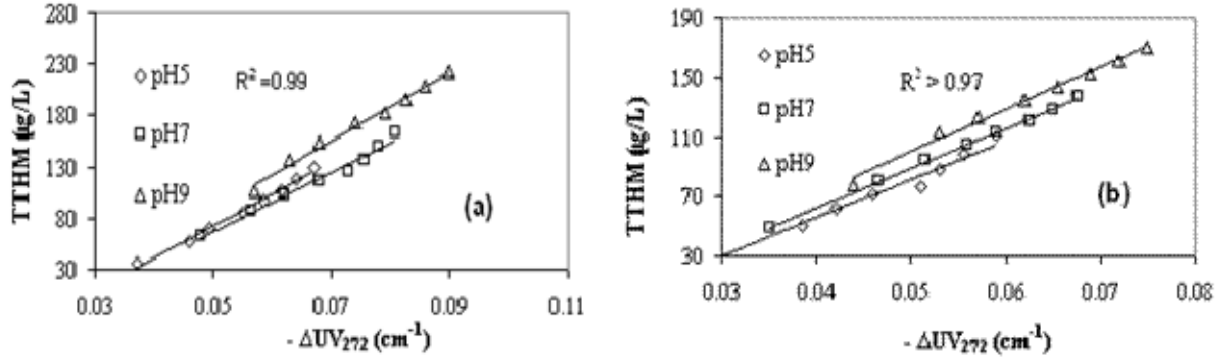 280
230
180
130
80
30
TTHM (µg/L)
pH5
pH7
pH9
R² =0.99
(a)
0.03 0.05 0.07 0.09 0.11
- ΔUV₂₇₂ (cm⁻¹)
190
150
110
70
30
TTHM (µg/L)
pH5
pH7
pH9
R² > 0.97
(b)
0.03 0.04 0.05 0.06 0.07 0.08
- ΔUV₂₇₂ (cm⁻¹)